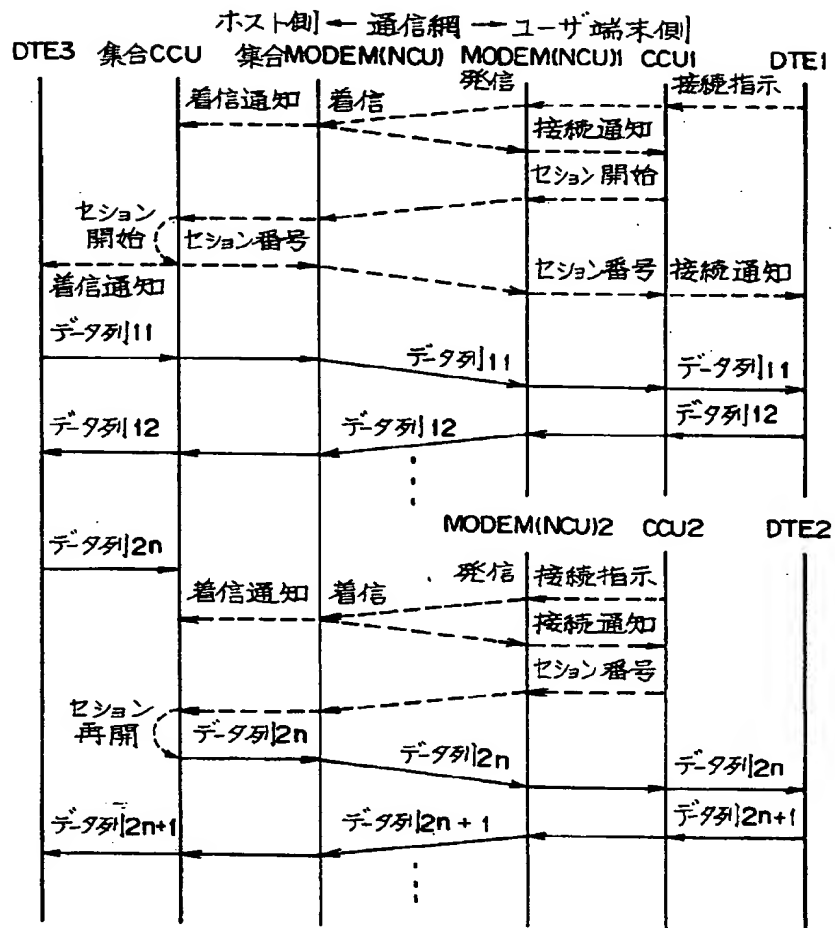 ホスト側 ← 通信網 → ユーザ端末側
DTE3 集合CCU 集合MODEM(NCU) MODEM(NCU)1 CCU1 DTE1
発信 接続指示
着信通知 着信
接続通知
セション開始
セション
開始
セション番号
セション番号 接続通知
着信通知
データ列11
データ列11
データ列11
データ列12
データ列12
データ列12
MODEM(NCU)2 CCU2 DTE2
データ列2n
発信 接続指示
着信通知 着信
接続通知
セション番号
セション
再開
データ列2n
データ列2n
データ列2n
データ列2n+1
データ列2n+1
データ列2n+1